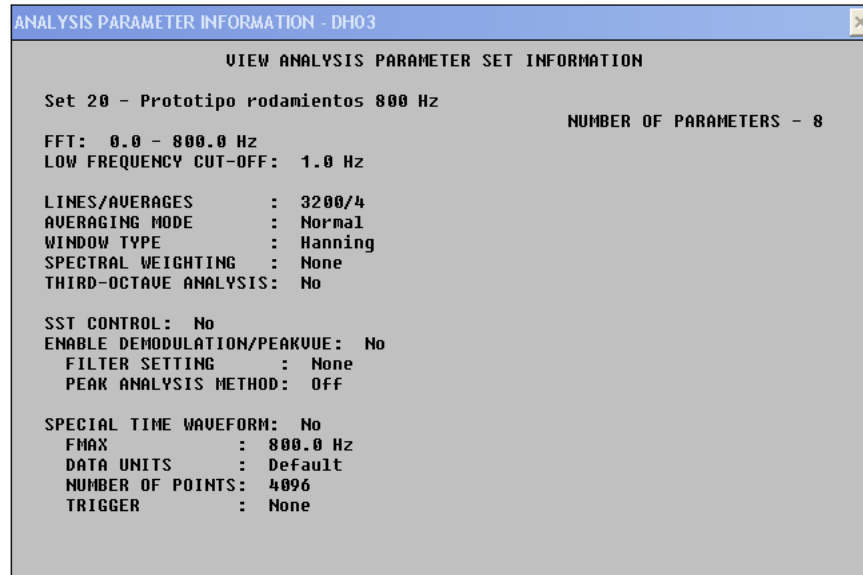 ANALYSIS PARAMETER INFORMATION - DH03
VIEW ANALYSIS PARAMETER SET INFORMATION
Set 20 - Prototipo rodamientos 800 Hz
NUMBER OF PARAMETERS - 8
FFT: 0.0 - 800.0 Hz
LOW FREQUENCY CUT-OFF: 1.0 Hz
LINES/AVERAGES : 3200/4
AVERAGING MODE : Normal
WINDOW TYPE : Hanning
SPECTRAL WEIGHTING : None
THIRD-OCTAVE ANALYSIS: No
SST CONTROL: No
ENABLE DEMODULATION/PEAKVUE: No
FILTER SETTING : None
PEAK ANALYSIS METHOD: Off
SPECIAL TIME WAVEFORM: No
FMAX : 800.0 Hz
DATA UNITS : Default
NUMBER OF POINTS: 4096
TRIGGER : None